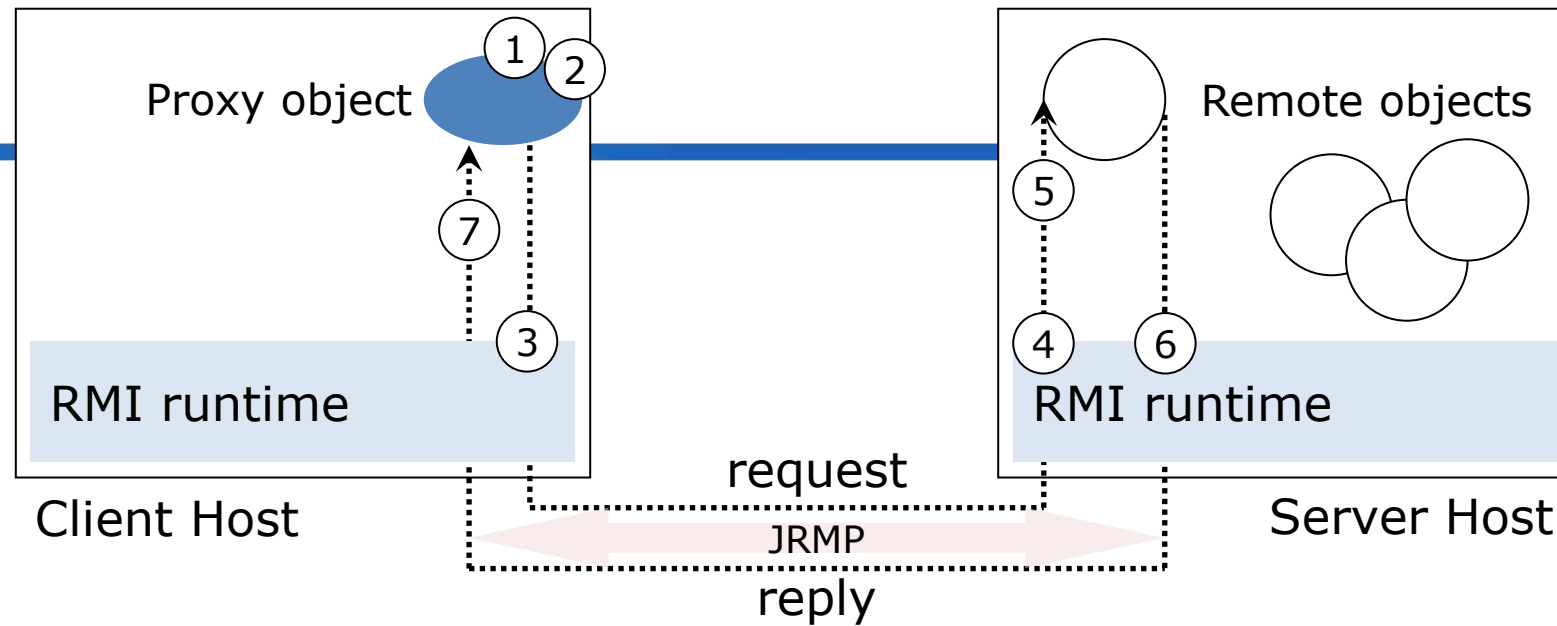 1
2
Proxy object
Remote objects
5
7
3
4
6
RMI runtime
RMI runtime
request
Client Host
Server Host
JRMP
reply